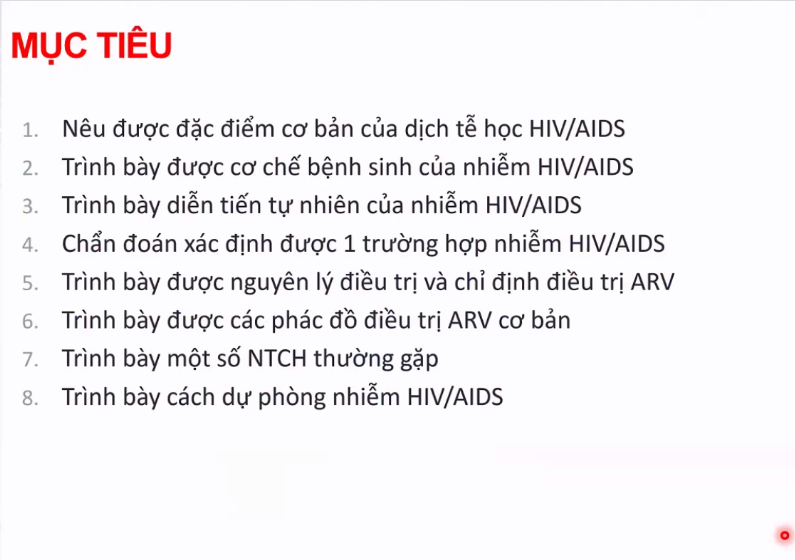 MỤC TIÊU
1. Nêu được đặc điểm cơ bản của dịch tễ học HIV/AIDS
2. Trình bày được cơ chế bệnh sinh của nhiễm HIV/AIDS
3. Trình bày diễn tiến tự nhiên của nhiễm HIV/AIDS
4. Chẩn đoán xác định được 1 trường hợp nhiễm HIV/AIDS
5. Trình bày được nguyên lý điều trị và chỉ định điều trị ARV
6. Trình bày được các phác đồ điều trị ARV cơ bản
7. Trình bày một số NTCH thường gặp
8. Trình bày cách dự phòng nhiễm HIV/AIDS